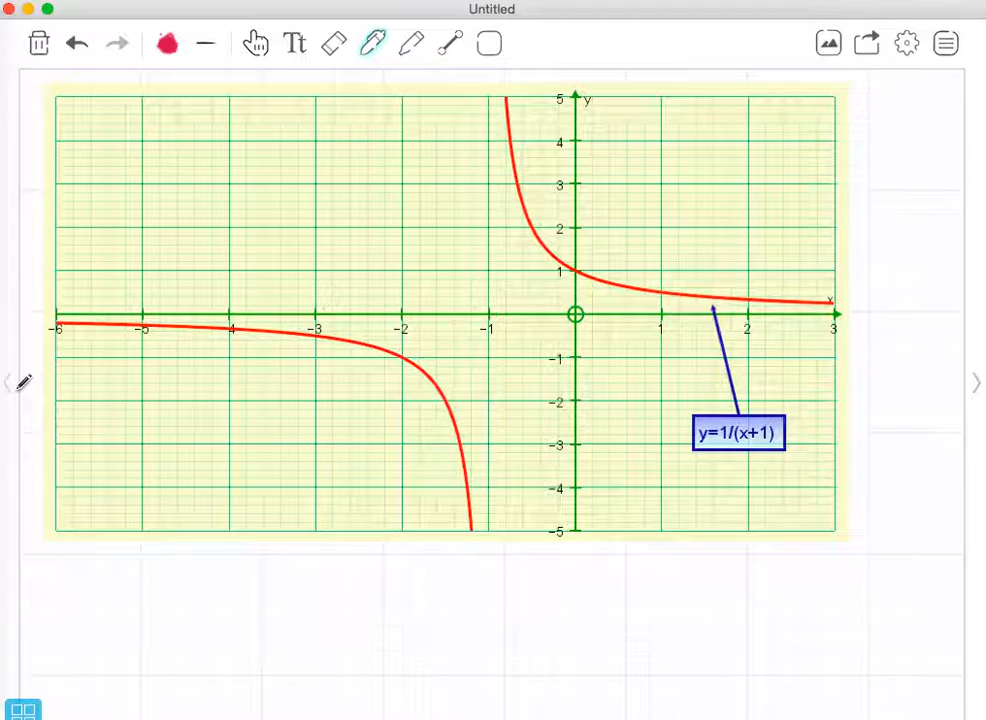 Untitled
Tt
5
y
4
3
2
1
x
-6 -5 -4 -3 -2 -1 1 2 3
-1
-2
y=1/(x+1)
-3
-4
-5